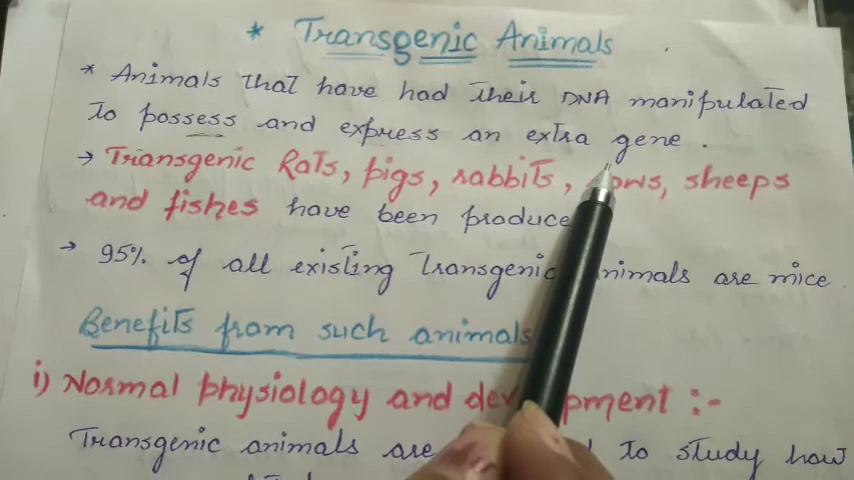 * Transgenic Animals
* Animals that have had their DNA manipulated
to possess and express an extra gene.
→ Transgenic Rats, pigs, rabbits, cows, sheeps
and fishes have been produce
→ 95% of all existing Transgenic Animals are mice.
Benefits from such animals
i) Normal physiology and development :-
Transgenic animals are to study how